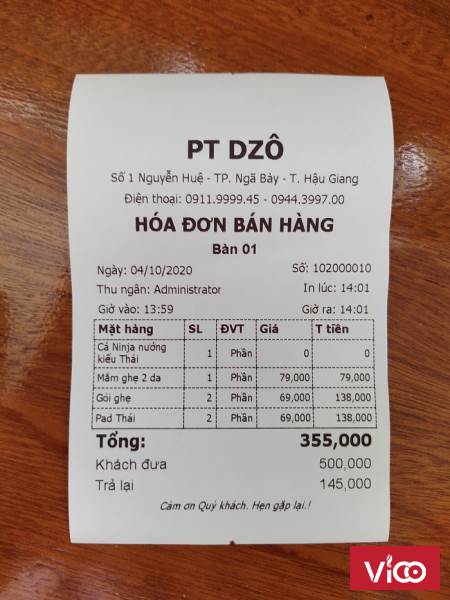 PT DZÔ
Số 1 Nguyễn Huệ - TP. Ngã Bảy - T. Hậu Giang
Điện thoại: 0911.9999.45 - 0944.3997.00
HÓA ĐƠN BÁN HÀNG
Bàn 01
Ngày: 04/10/2020 Số: 102000010
Thu ngân: Administrator In lúc: 14:01
Giờ vào: 13:59 Giờ ra: 14:01
Mặt hàng SL ĐVT Giá T tiền
Cá Ninja nướng
kiểu Thái 1 Phần 0 0
Mắm ghẹ 2 da 1 Phần 79,000 79,000
Gỏi ghẹ 2 Phần 69,000 138,000
Pad Thái 2 Phần 69,000 138,000
Tổng: 355,000
Khách đưa 500,000
Trả lại 145,000
Cảm ơn Quý khách. Hẹn gặp lại.!
Vico